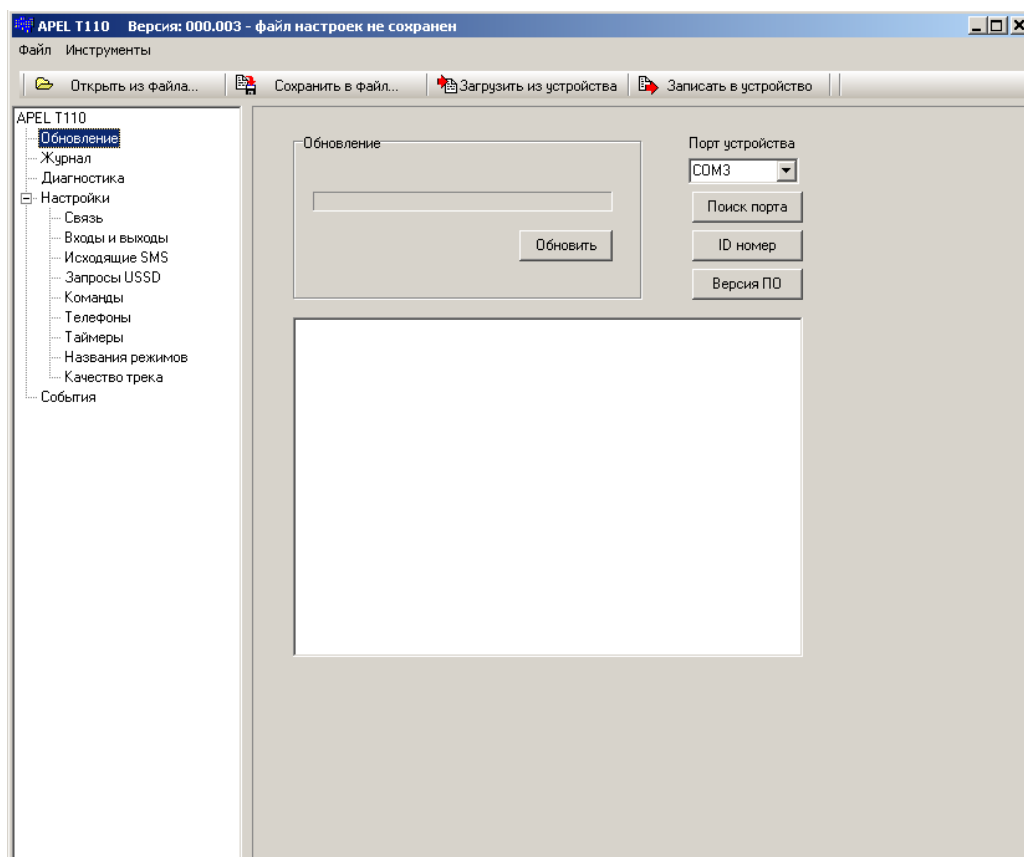 APEL T110 Версия: 000.003 - файл настроек не сохранен
Файл Инструменты
Открыть из файла... Сохранить в файл... Загрузить из устройства Записать в устройство
APEL T110
Обновление
Журнал
Диагностика
Настройки
Связь
Входы и выходы
Исходящие SMS
Запросы USSD
Команды
Телефоны
Таймеры
Названия режимов
Качество трека
События
Обновление
Обновить
Порт устройства
COM3
Поиск порта
ID номер
Версия ПО